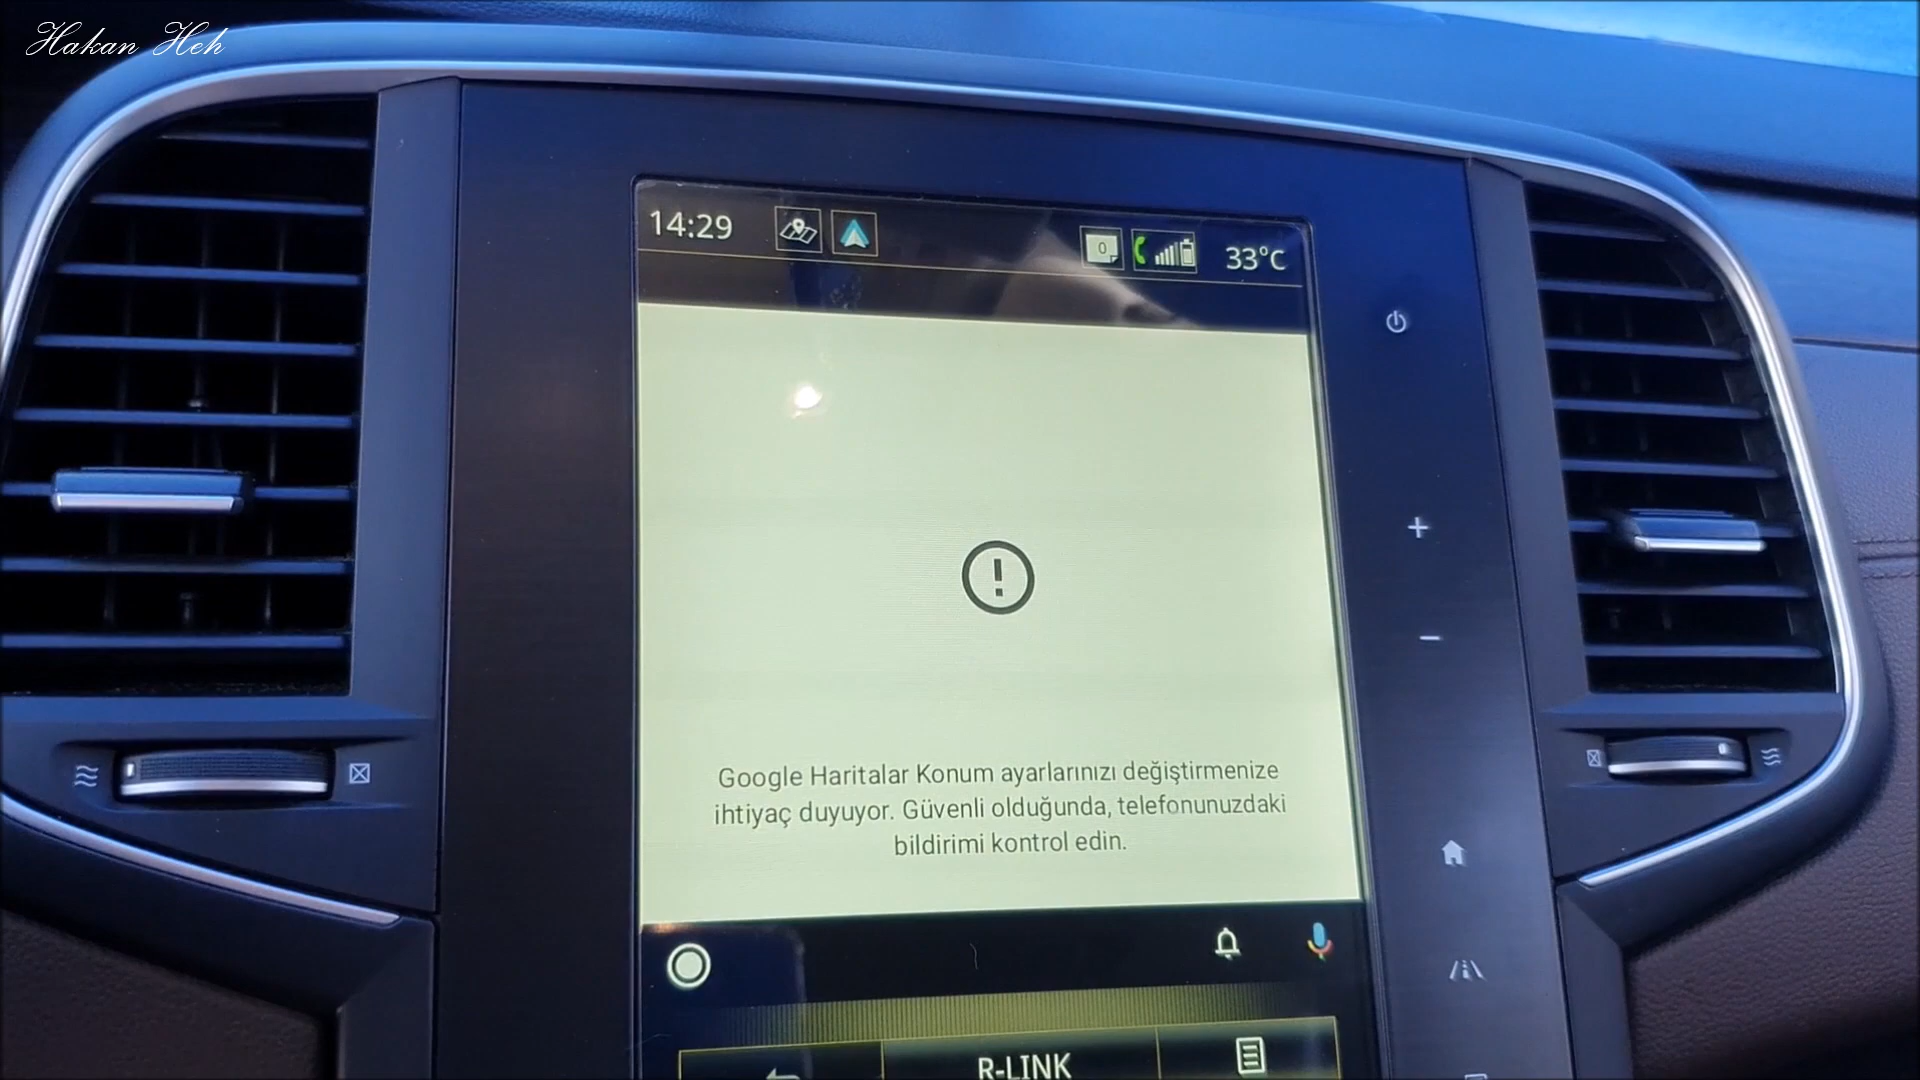 Hakan Heh
14:29
0
33°C
Google Haritalar Konum ayarlarınızı değiştirmenize
ihtiyaç duyuyor. Güvenli olduğunda, telefonunuzdaki
bildirimi kontrol edin.
R-LINK